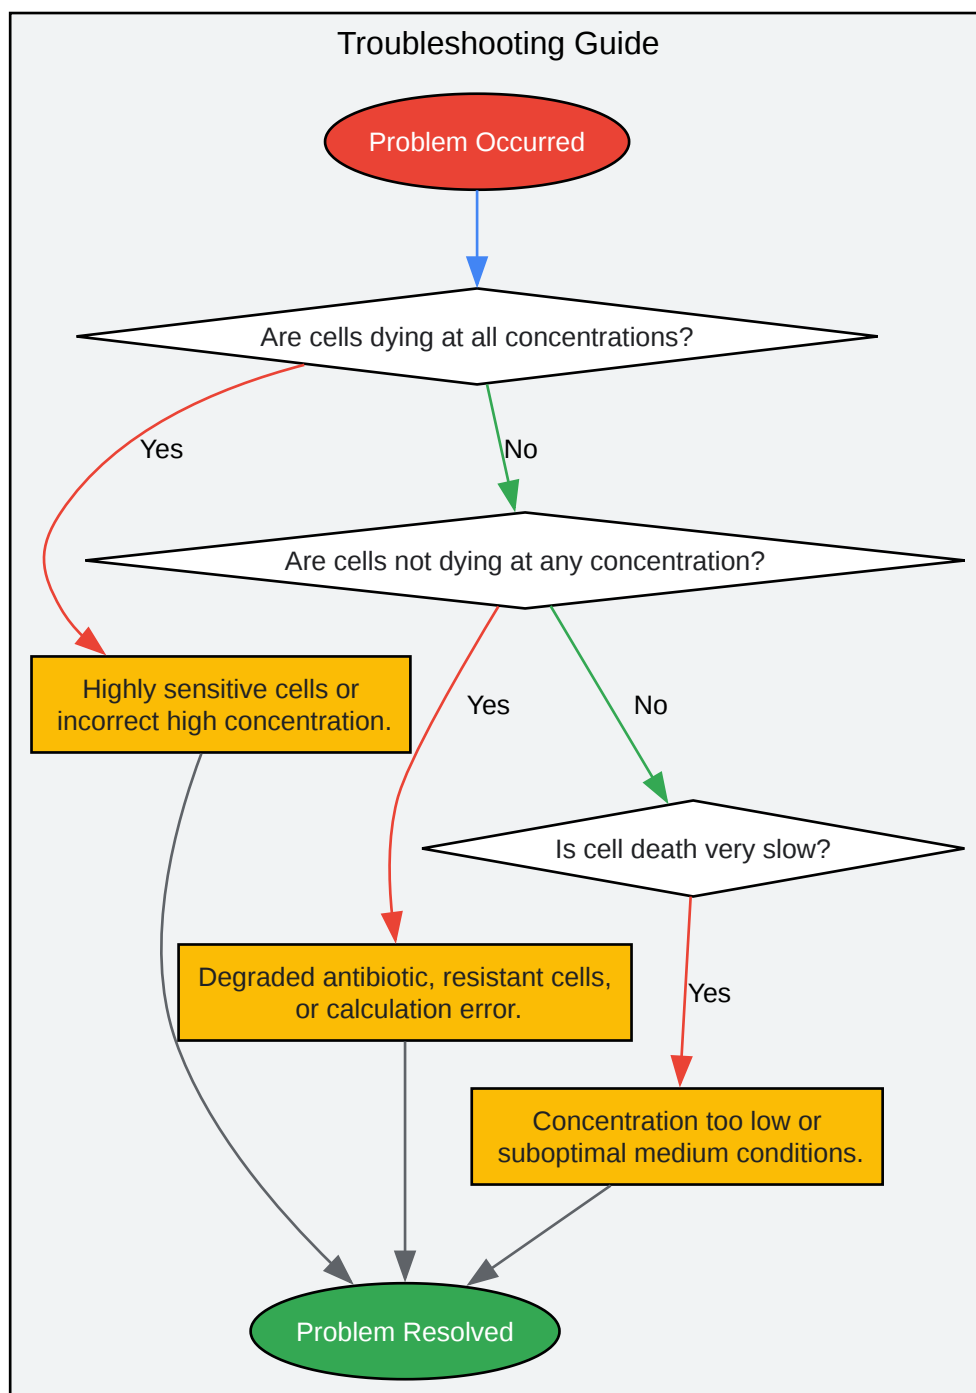 Troubleshooting Guide
Problem Occurred
Are cells dying at all concentrations?
Yes
No
Are cells not dying at any concentration?
Highly sensitive cells or
incorrect high concentration.
Yes
No
Is cell death very slow?
Degraded antibiotic, resistant cells,
or calculation error.
Yes
Concentration too low or
suboptimal medium conditions.
Problem Resolved